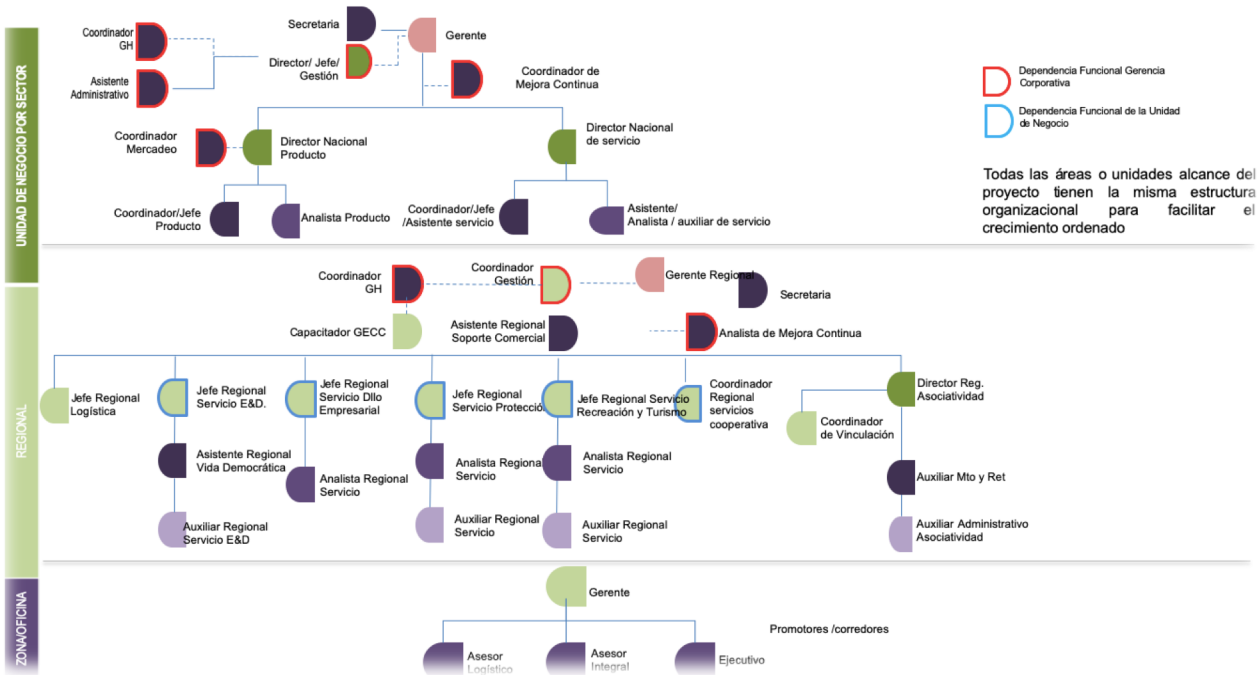 UNIDAD DE NEGOCIO POR SECTOR
Coordinador
GH
Asistente
Administrativo
Secretaria
Gerente
Director/ Jefe/
Gestión
Coordinador de
Mejora Continua
Coordinador
Mercadeo
Director Nacional
Producto
Director Nacional
de servicio
Coordinador/Jefe
Producto
Analista Producto
Coordinador/Jefe
/Asistente servicio
Asistente/
Analista / auxiliar de servicio
Dependencia Funcional Gerencia
Corporativa
Dependencia Funcional de la Unidad
de Negocio
Todas las áreas o unidades alcance del
proyecto tienen la misma estructura
organizacional para facilitar el
crecimiento ordenado
REGIONAL
Coordinador
GH
Coordinador
Gestión
Gerente Regional
Secretaria
Capacitador GECC
Asistente Regional
Soporte Comercial
Analista de Mejora Continua
Jefe Regional
Logística
Jefe Regional
Servicio E&D.
Jefe Regional
Servicio Dllo
Empresarial
Jefe Regional
Servicio Protección
Jefe Regional Servicio
Recreación y Turismo
Coordinador
Regional
servicios
cooperativa
Director Reg.
Asociatividad
Coordinador
de Vinculación
Asistente Regional
Vida Democrática
Analista Regional
Servicio
Analista Regional
Servicio
Analista Regional
Servicio
Auxiliar Mto y Ret
Auxiliar Regional
Servicio E&D
Auxiliar Regional
Servicio
Auxiliar Regional
Servicio
Auxiliar Administrativo
Asociatividad
ZONA/OFICINA
Gerente
Promotores /corredores
Asesor
Logístico
Asesor
Integral
Ejecutivo